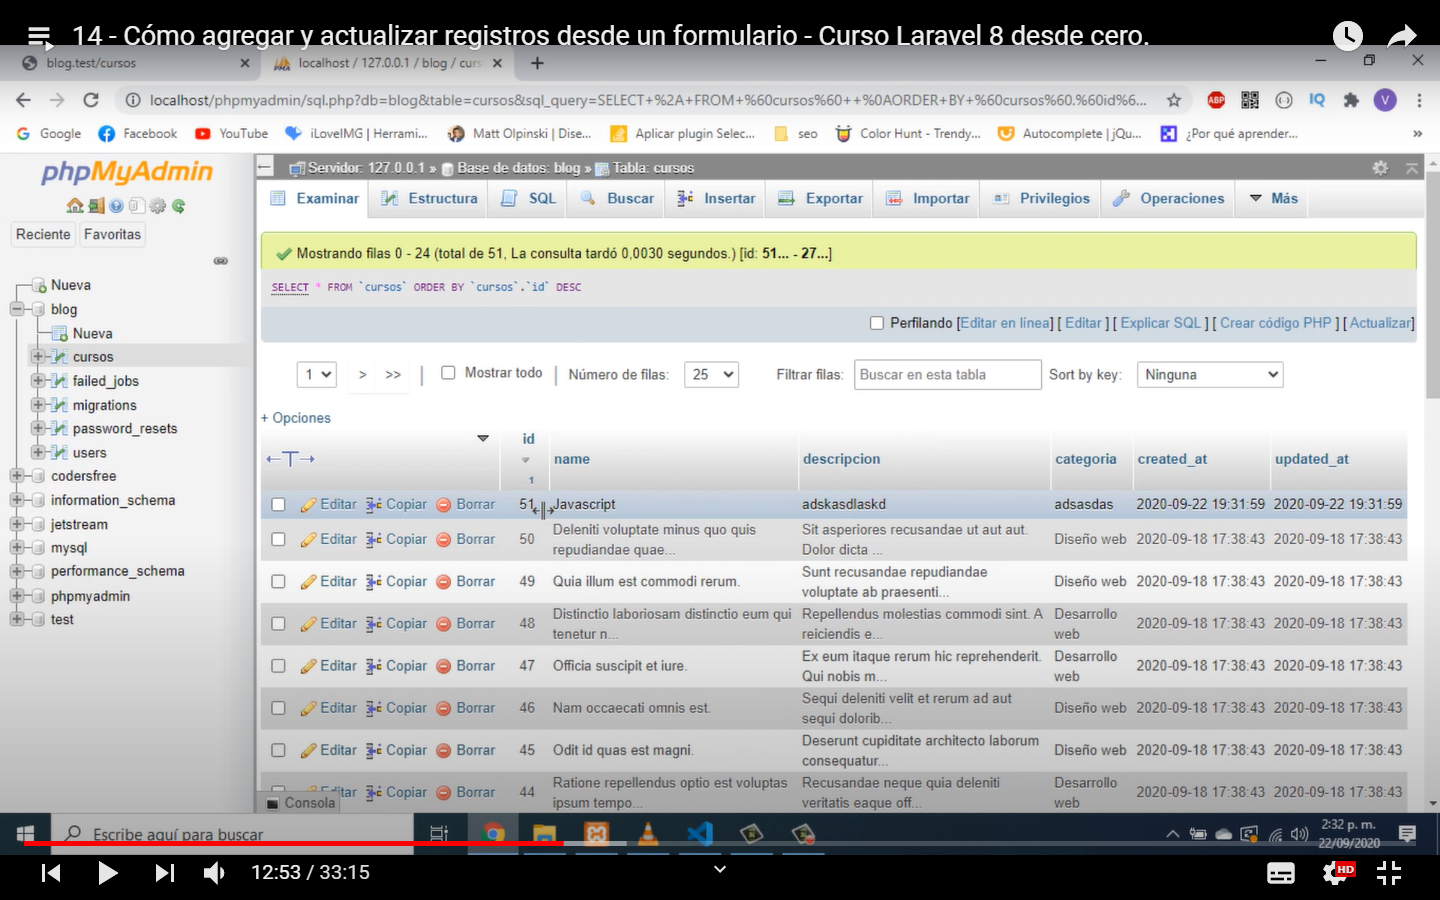 14 - Cómo agregar y actualizar registros desde un formulario - Curso Laravel 8 desde cero.
blog.test/cursos
localhost / 127.0.0.1 / blog / curs
localhost/phpmyadmin/sql.php?db=blog&table=cursos&sql_query=SELECT+%2A+FROM+%60cursos%60++%0AORDER+BY+%60cursos%60.%60id%6...
ABP
IQ
V
Google
Facebook
YouTube
iLoveIMG | Herrami...
Matt Olpinski | Dise...
Aplicar plugin Selec...
seo
Color Hunt - Trendy...
Autocomplete | jQu...
¿Por qué aprender...
»
phpMyAdmin
Reciente
Favoritas
Nueva
blog
Nueva
cursos
failed_jobs
migrations
password_resets
users
codersfree
information_schema
jetstream
mysql
performance_schema
phpmyadmin
test
Servidor: 127.0.0.1 » Base de datos: blog » Tabla: cursos
Examinar
Estructura
SQL
Buscar
Insertar
Exportar
Importar
Privilegios
Operaciones
Más
Mostrando filas 0 - 24 (total de 51, La consulta tardó 0,0030 segundos.) [id: 51... - 27...]
SELECT * FROM `cursos` ORDER BY `cursos`.`id` DESC
Perfilando [Editar en línea] [ Editar ] [ Explicar SQL ] [ Crear código PHP ] [ Actualizar]
1 > >> | Mostrar todo | Número de filas: 25 Filtrar filas: Buscar en esta tabla Sort by key: Ninguna
+ Opciones
←T→ id 1 name descripcion categoria created_at updated_at
Editar Copiar Borrar 51 Javascript adskasdlaskd adsasdas 2020-09-22 19:31:59 2020-09-22 19:31:59
Editar Copiar Borrar 50 Deleniti voluptate minus quo quis repudiandae quae... Sit asperiores recusandae ut aut aut. Dolor dicta ... Diseño web 2020-09-18 17:38:43 2020-09-18 17:38:43
Editar Copiar Borrar 49 Quia illum est commodi rerum. Sunt recusandae repudiandae voluptate ab praesenti... Diseño web 2020-09-18 17:38:43 2020-09-18 17:38:43
Editar Copiar Borrar 48 Distinctio laboriosam distinctio eum qui tenetur n... Repellendus molestias commodi sint. A reiciendis e... Desarrollo web 2020-09-18 17:38:43 2020-09-18 17:38:43
Editar Copiar Borrar 47 Officia suscipit et iure. Ex eum itaque rerum hic reprehenderit. Qui nobis m... Desarrollo web 2020-09-18 17:38:43 2020-09-18 17:38:43
Editar Copiar Borrar 46 Nam occaecati omnis est. Sequi deleniti velit et rerum ad aut sequi dolorib... Diseño web 2020-09-18 17:38:43 2020-09-18 17:38:43
Editar Copiar Borrar 45 Odit id quas est magni. Deserunt cupiditate architecto laborum consequatur... Diseño web 2020-09-18 17:38:43 2020-09-18 17:38:43
Editar Copiar Borrar 44 Ratione repellendus optio est voluptas ipsum tempo... Recusandae neque quia deleniti veritatis eaque off... Desarrollo web 2020-09-18 17:38:43 2020-09-18 17:38:43
Consola
Escribe aquí para buscar
2:32 p. m.
22/09/2020
12:53 / 33:15
HD